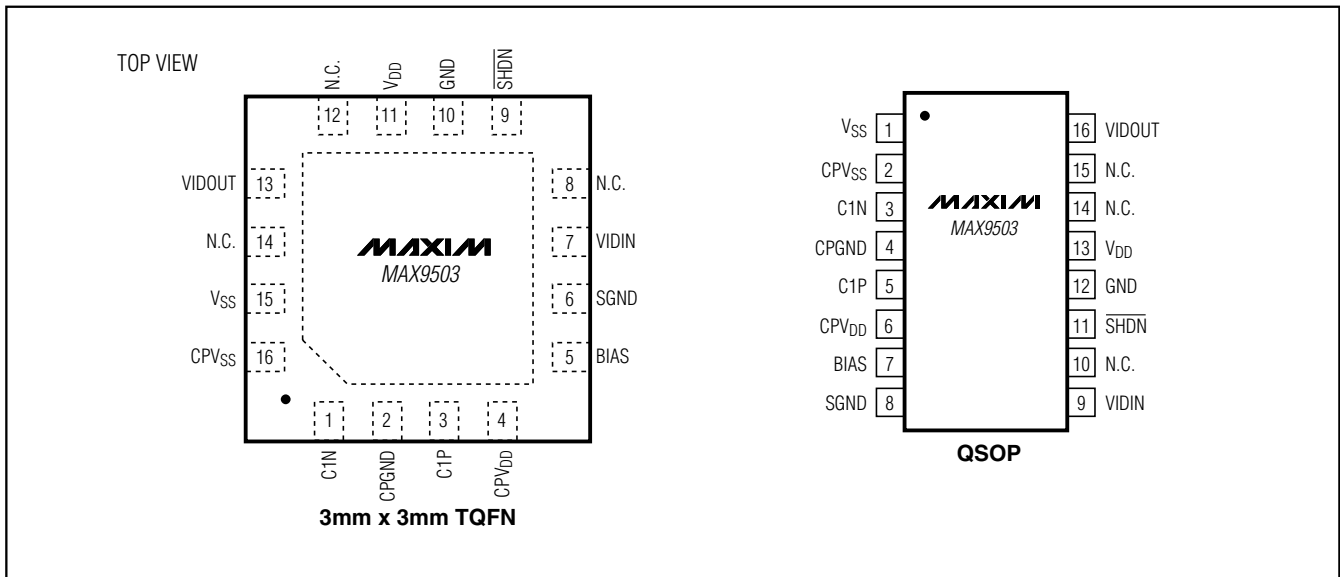 TOP VIEW
N.C.
VDD
GND
SHDN
12
11
10
9
VIDOUT 13
N.C. 14
VSS 15
CPVSS 16
8 N.C.
7 VIDIN
6 SGND
5 BIAS
MAXIM
MAX9503
1
2
3
4
C1N
CPGND
C1P
CPVDD
3mm x 3mm TQFN
VSS 1
CPVSS 2
C1N 3
CPGND 4
C1P 5
CPVDD 6
BIAS 7
SGND 8
MAXIM
MAX9503
16 VIDOUT
15 N.C.
14 N.C.
13 VDD
12 GND
11 SHDN
10 N.C.
9 VIDIN
QSOP